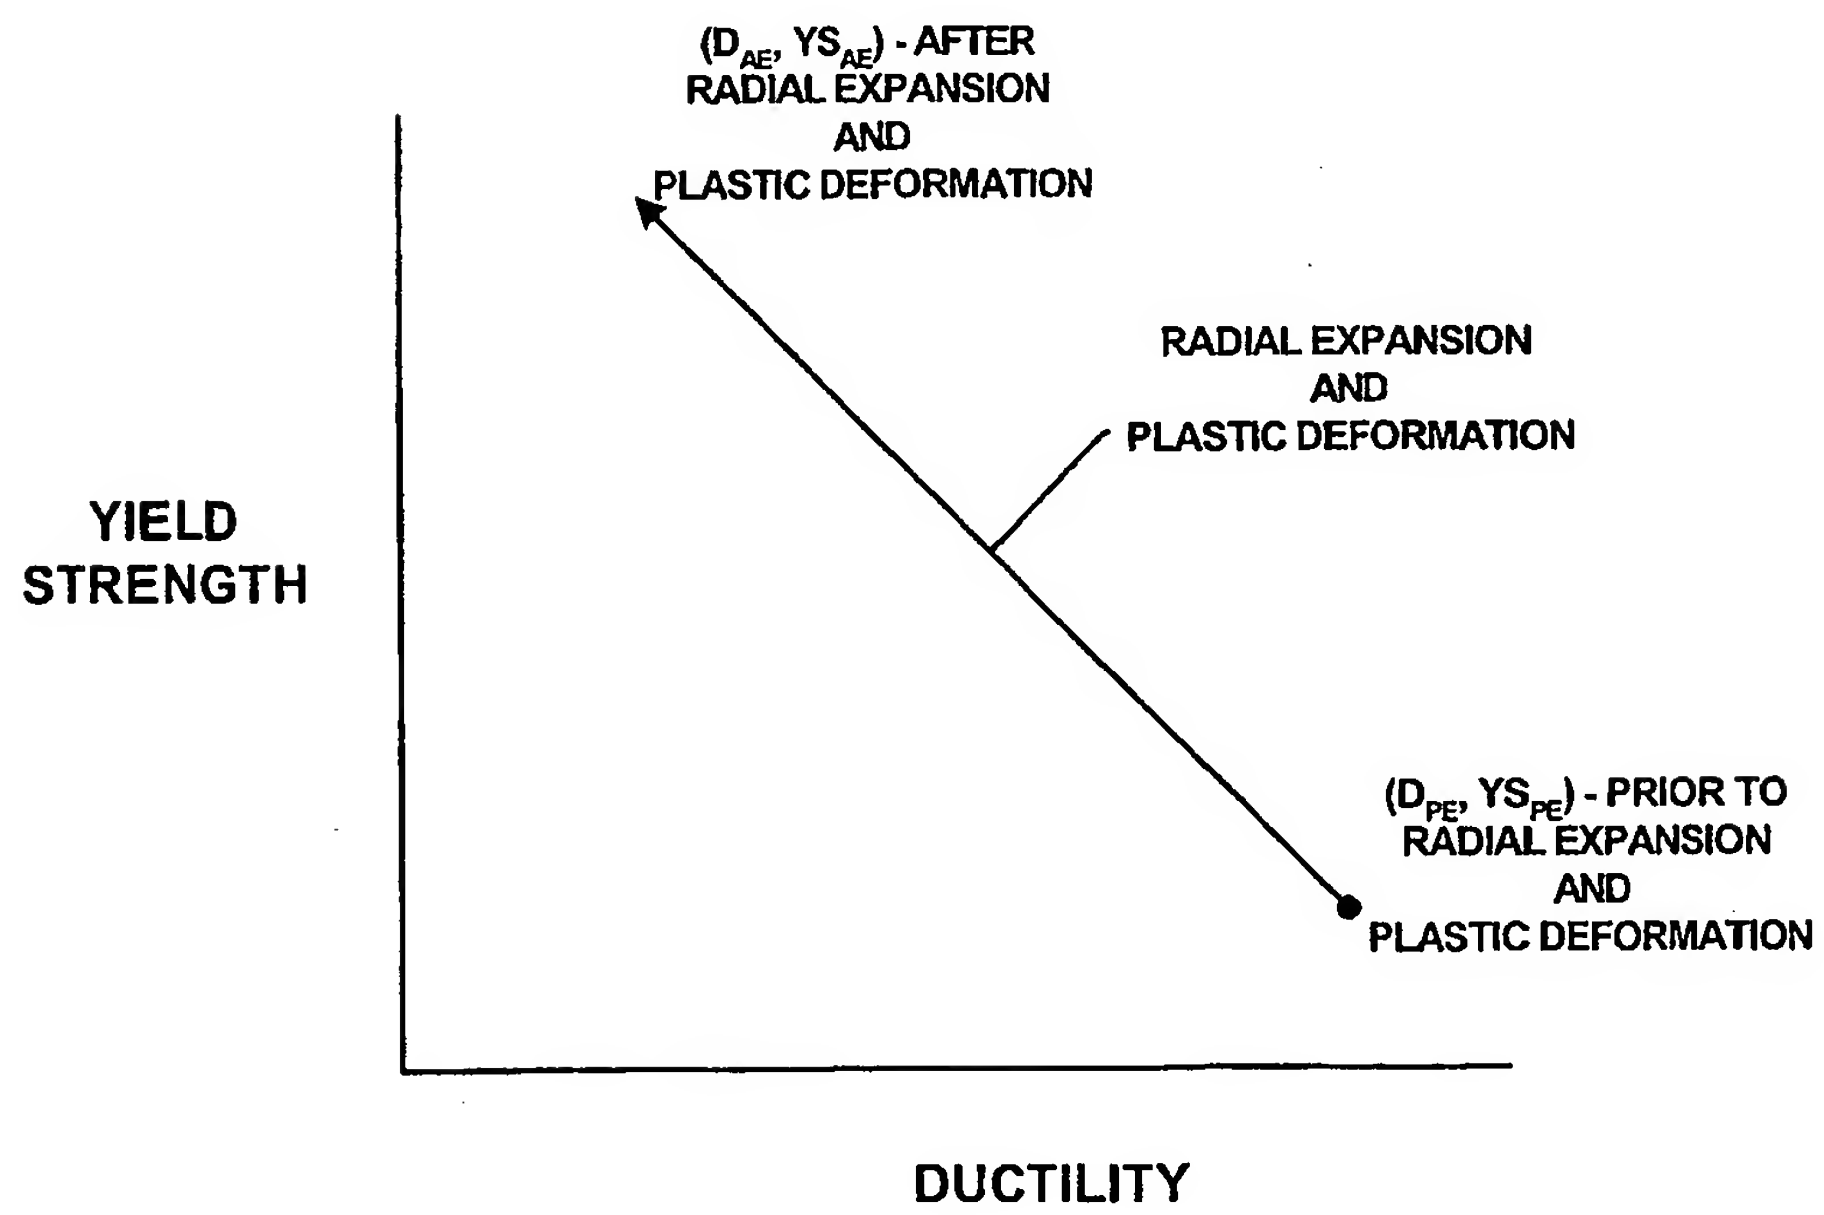 (D_AE, YS_AE) - AFTER
RADIAL EXPANSION
AND
PLASTIC DEFORMATION
RADIAL EXPANSION
AND
PLASTIC DEFORMATION
YIELD
STRENGTH
(D_PE, YS_PE) - PRIOR TO
RADIAL EXPANSION
AND
PLASTIC DEFORMATION
DUCTILITY